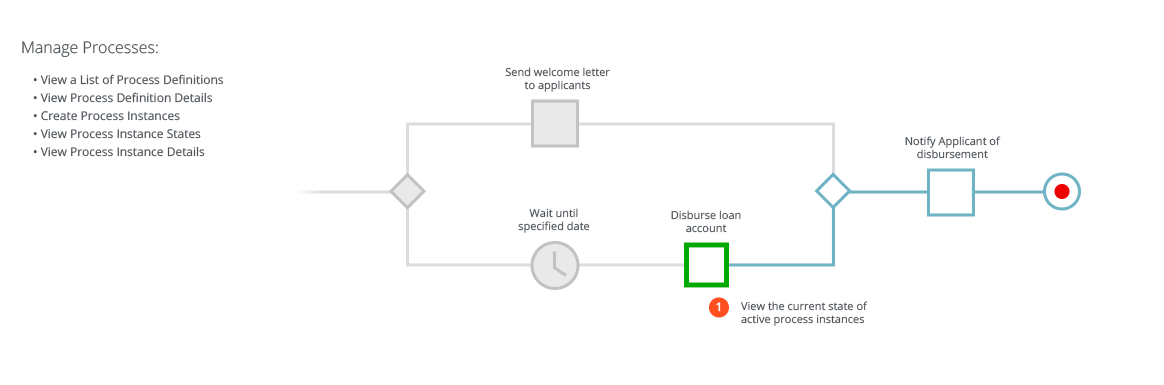 Manage Processes:
• View a List of Process Definitions
• View Process Definition Details
• Create Process Instances
• View Process Instance States
• View Process Instance Details
Send welcome letter
to applicants
Wait until
specified date
Disburse loan
account
1
View the current state of
active process instances
Notify Applicant of
disbursement